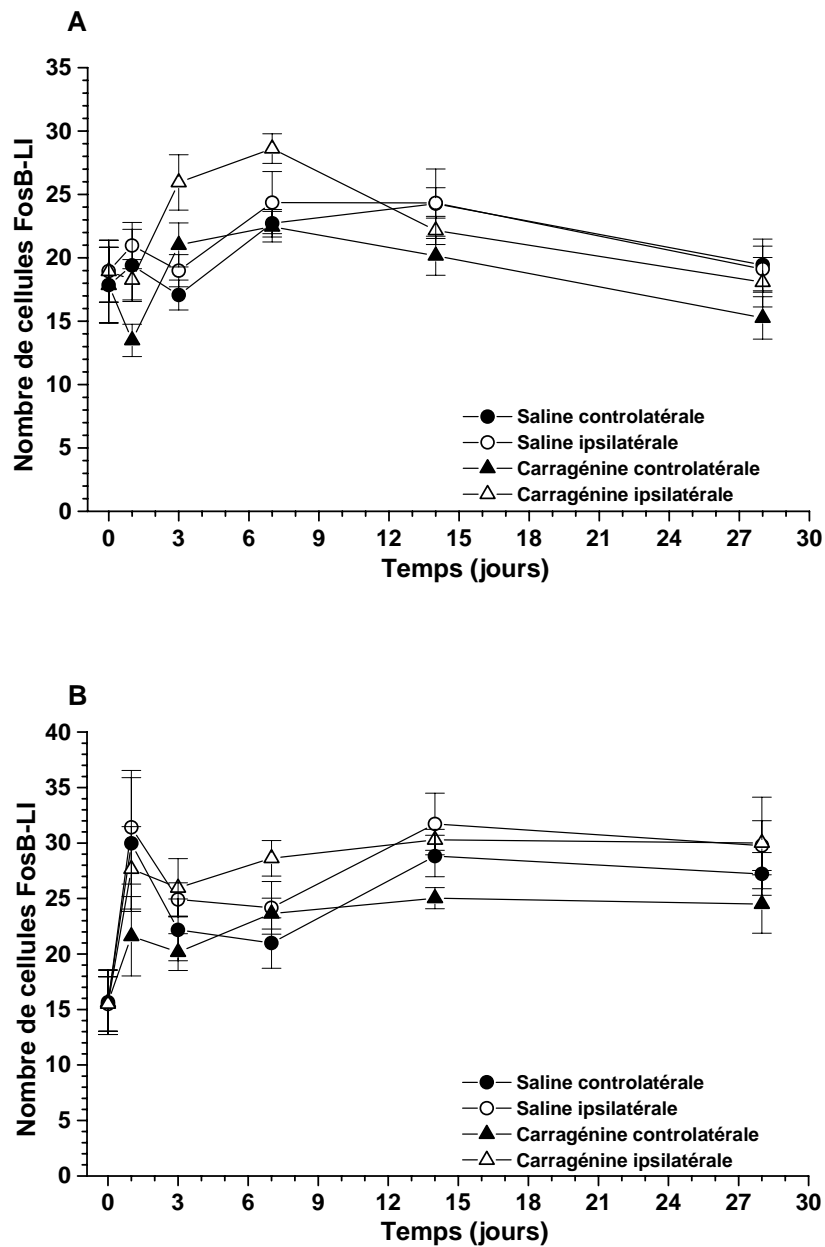 A
35
30
25
20
15
10
5
0
Nombre de cellules FosB-LI
Saline controlatérale
Saline ipsilatérale
Carragénine controlatérale
Carragénine ipsilatérale
0 3 6 9 12 15 18 21 24 27 30
Temps (jours)
B
40
35
30
25
20
15
10
5
0
Nombre de cellules FosB-LI
Saline controlatérale
Saline ipsilatérale
Carragénine controlatérale
Carragénine ipsilatérale
0 3 6 9 12 15 18 21 24 27 30
Temps (jours)